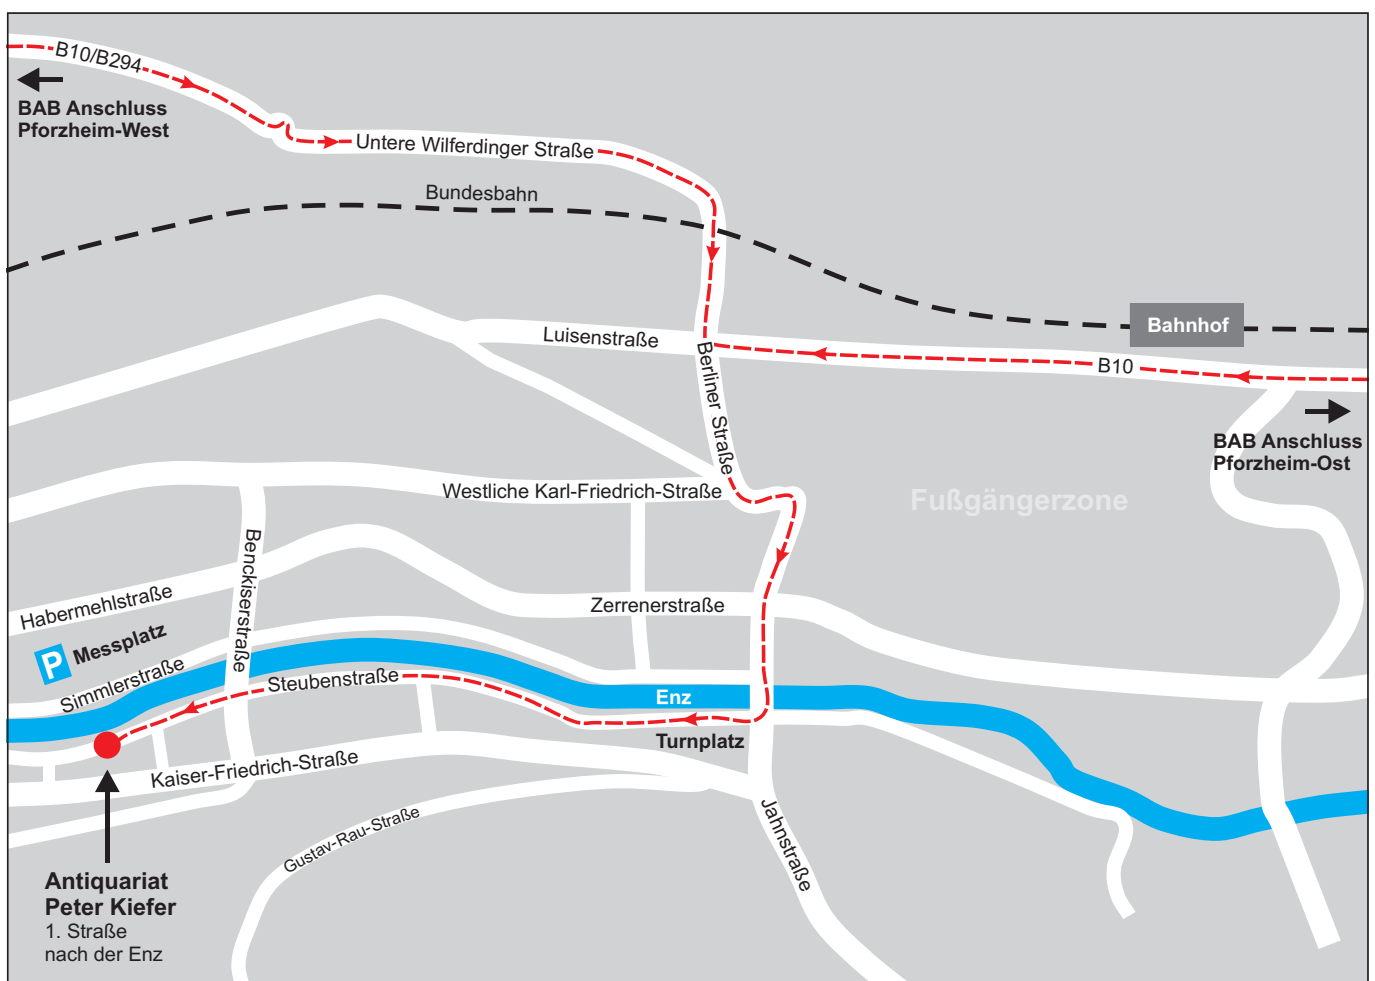 B10/B294
BAB Anschluss
Pforzheim-West
Untere Wilferdinger Straße
Bundesbahn
Bahnhof
Luisenstraße
B10
Berliner Straße
BAB Anschluss
Pforzheim-Ost
Westliche Karl-Friedrich-Straße
Fußgängerzone
Benckiserstraße
Habermehlstraße
Zerrenerstraße
P Messplatz
Simmlerstraße
Steubenstraße
Enz
Turnplatz
Kaiser-Friedrich-Straße
Gustav-Rau-Straße
Jahnstraße
Antiquariat
Peter Kiefer
1. Straße
nach der Enz